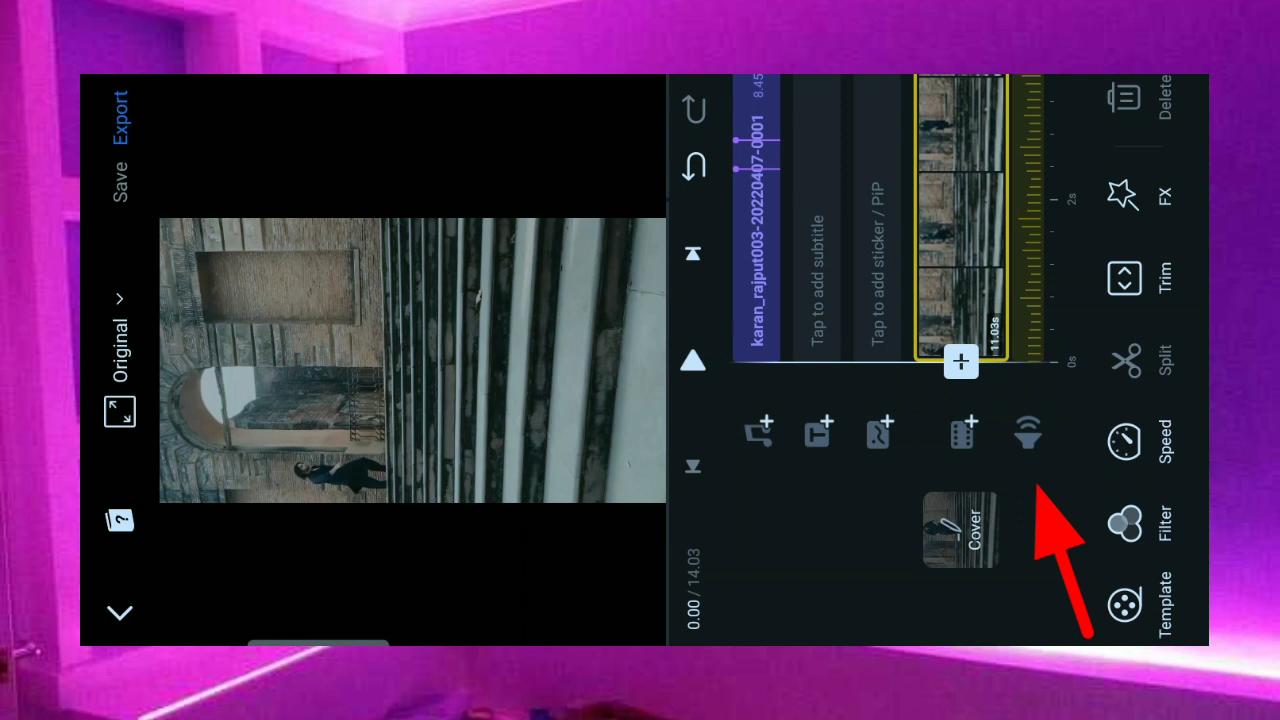 Original
Save
Export
0.00 / 14.03
karan_rajput003-20220407-0001
8.45
Tap to add subtitle
Tap to add sticker / PiP
11.03s
Cover
0s
2s
Template
Filter
Speed
Split
Trim
FX
Delete